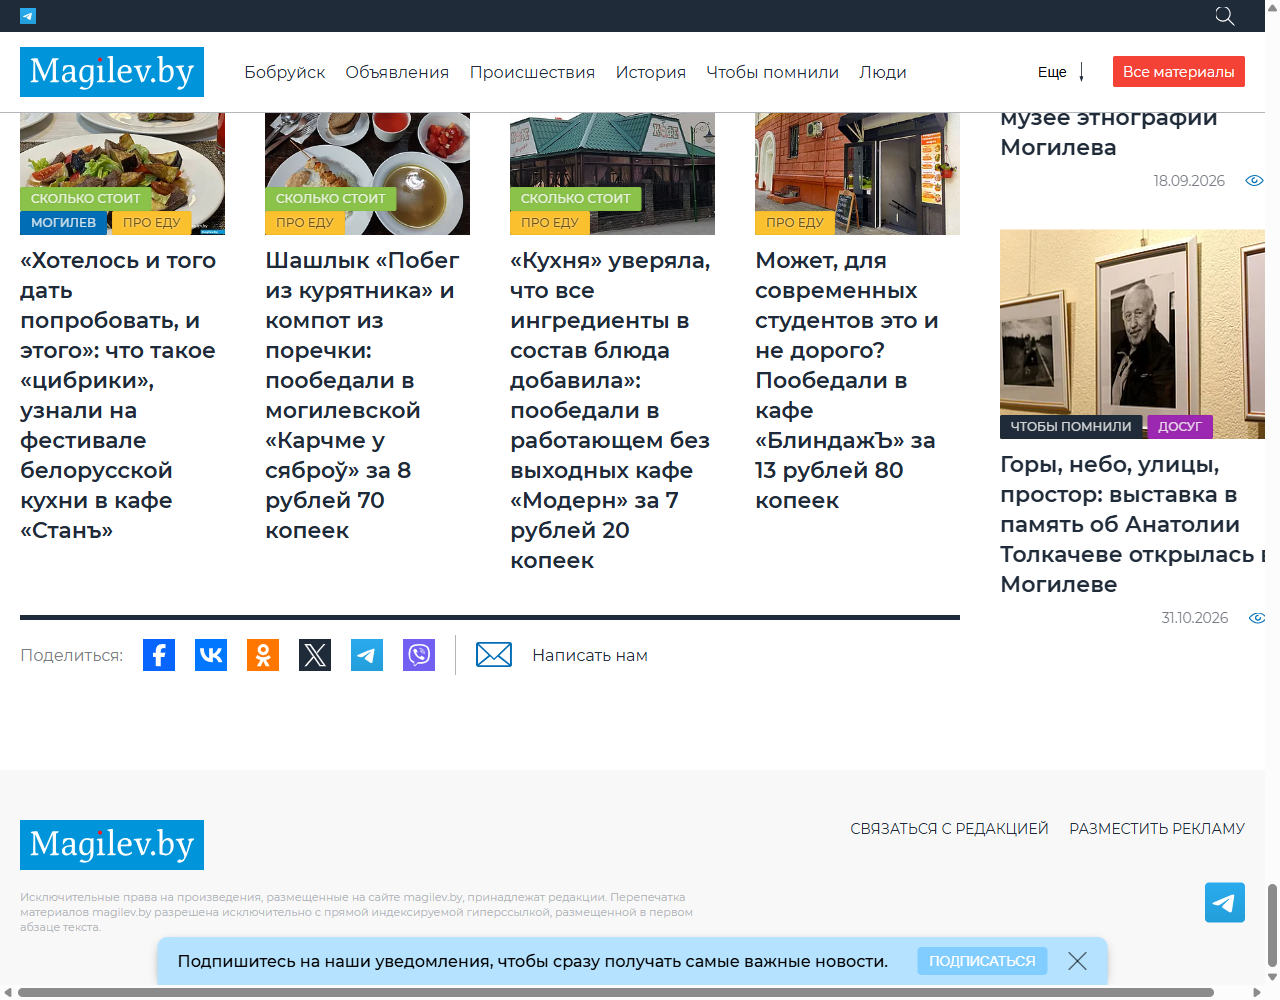 Magilev.by
Бобруйск Объявления Происшествия История Чтобы помнили Люди
Еще
Все материалы
СКОЛЬКО СТОИТ
МОГИЛЕВ ПРО ЕДУ
«Хотелось и того
дать
попробовать, и
этого»: что такое
«цибрики»,
узнали на
фестивале
белорусской
кухни в кафе
«Станъ»
СКОЛЬКО СТОИТ
ПРО ЕДУ
Шашлык «Побег
из курятника» и
компот из
поречки:
пообедали в
могилевской
«Карчме у
сяброў» за 8
рублей 70
копеек
СКОЛЬКО СТОИТ
ПРО ЕДУ
«Кухня» уверяла,
что все
ингредиенты в
состав блюда
добавила»:
пообедали в
работающем без
выходных кафе
«Модерн» за 7
рублей 20
копеек
ПРО ЕДУ
Может, для
современных
студентов это и
не дорого?
Пообедали в
кафе
«БлиндажЪ» за
13 рублей 80
копеек
музее этнографии
Могилева
18.09.2026
ЧТОБЫ ПОМНИЛИ ДОСУГ
Горы, небо, улицы,
простор: выставка в
память об Анатолии
Толкачеве открылась в
Могилеве
31.10.2026
Поделиться:
Написать нам
Magilev.by
СВЯЗАТЬСЯ С РЕДАКЦИЕЙ РАЗМЕСТИТЬ РЕКЛАМУ
Исключительные права на произведения, размещенные на сайте magilev.by, принадлежат редакции. Перепечатка
материалов magilev.by разрешена исключительно с прямой индексируемой гиперссылкой, размещенной в первом
абзаце текста.
Подпишитесь на наши уведомления, чтобы сразу получать самые важные новости.
ПОДПИСАТЬСЯ